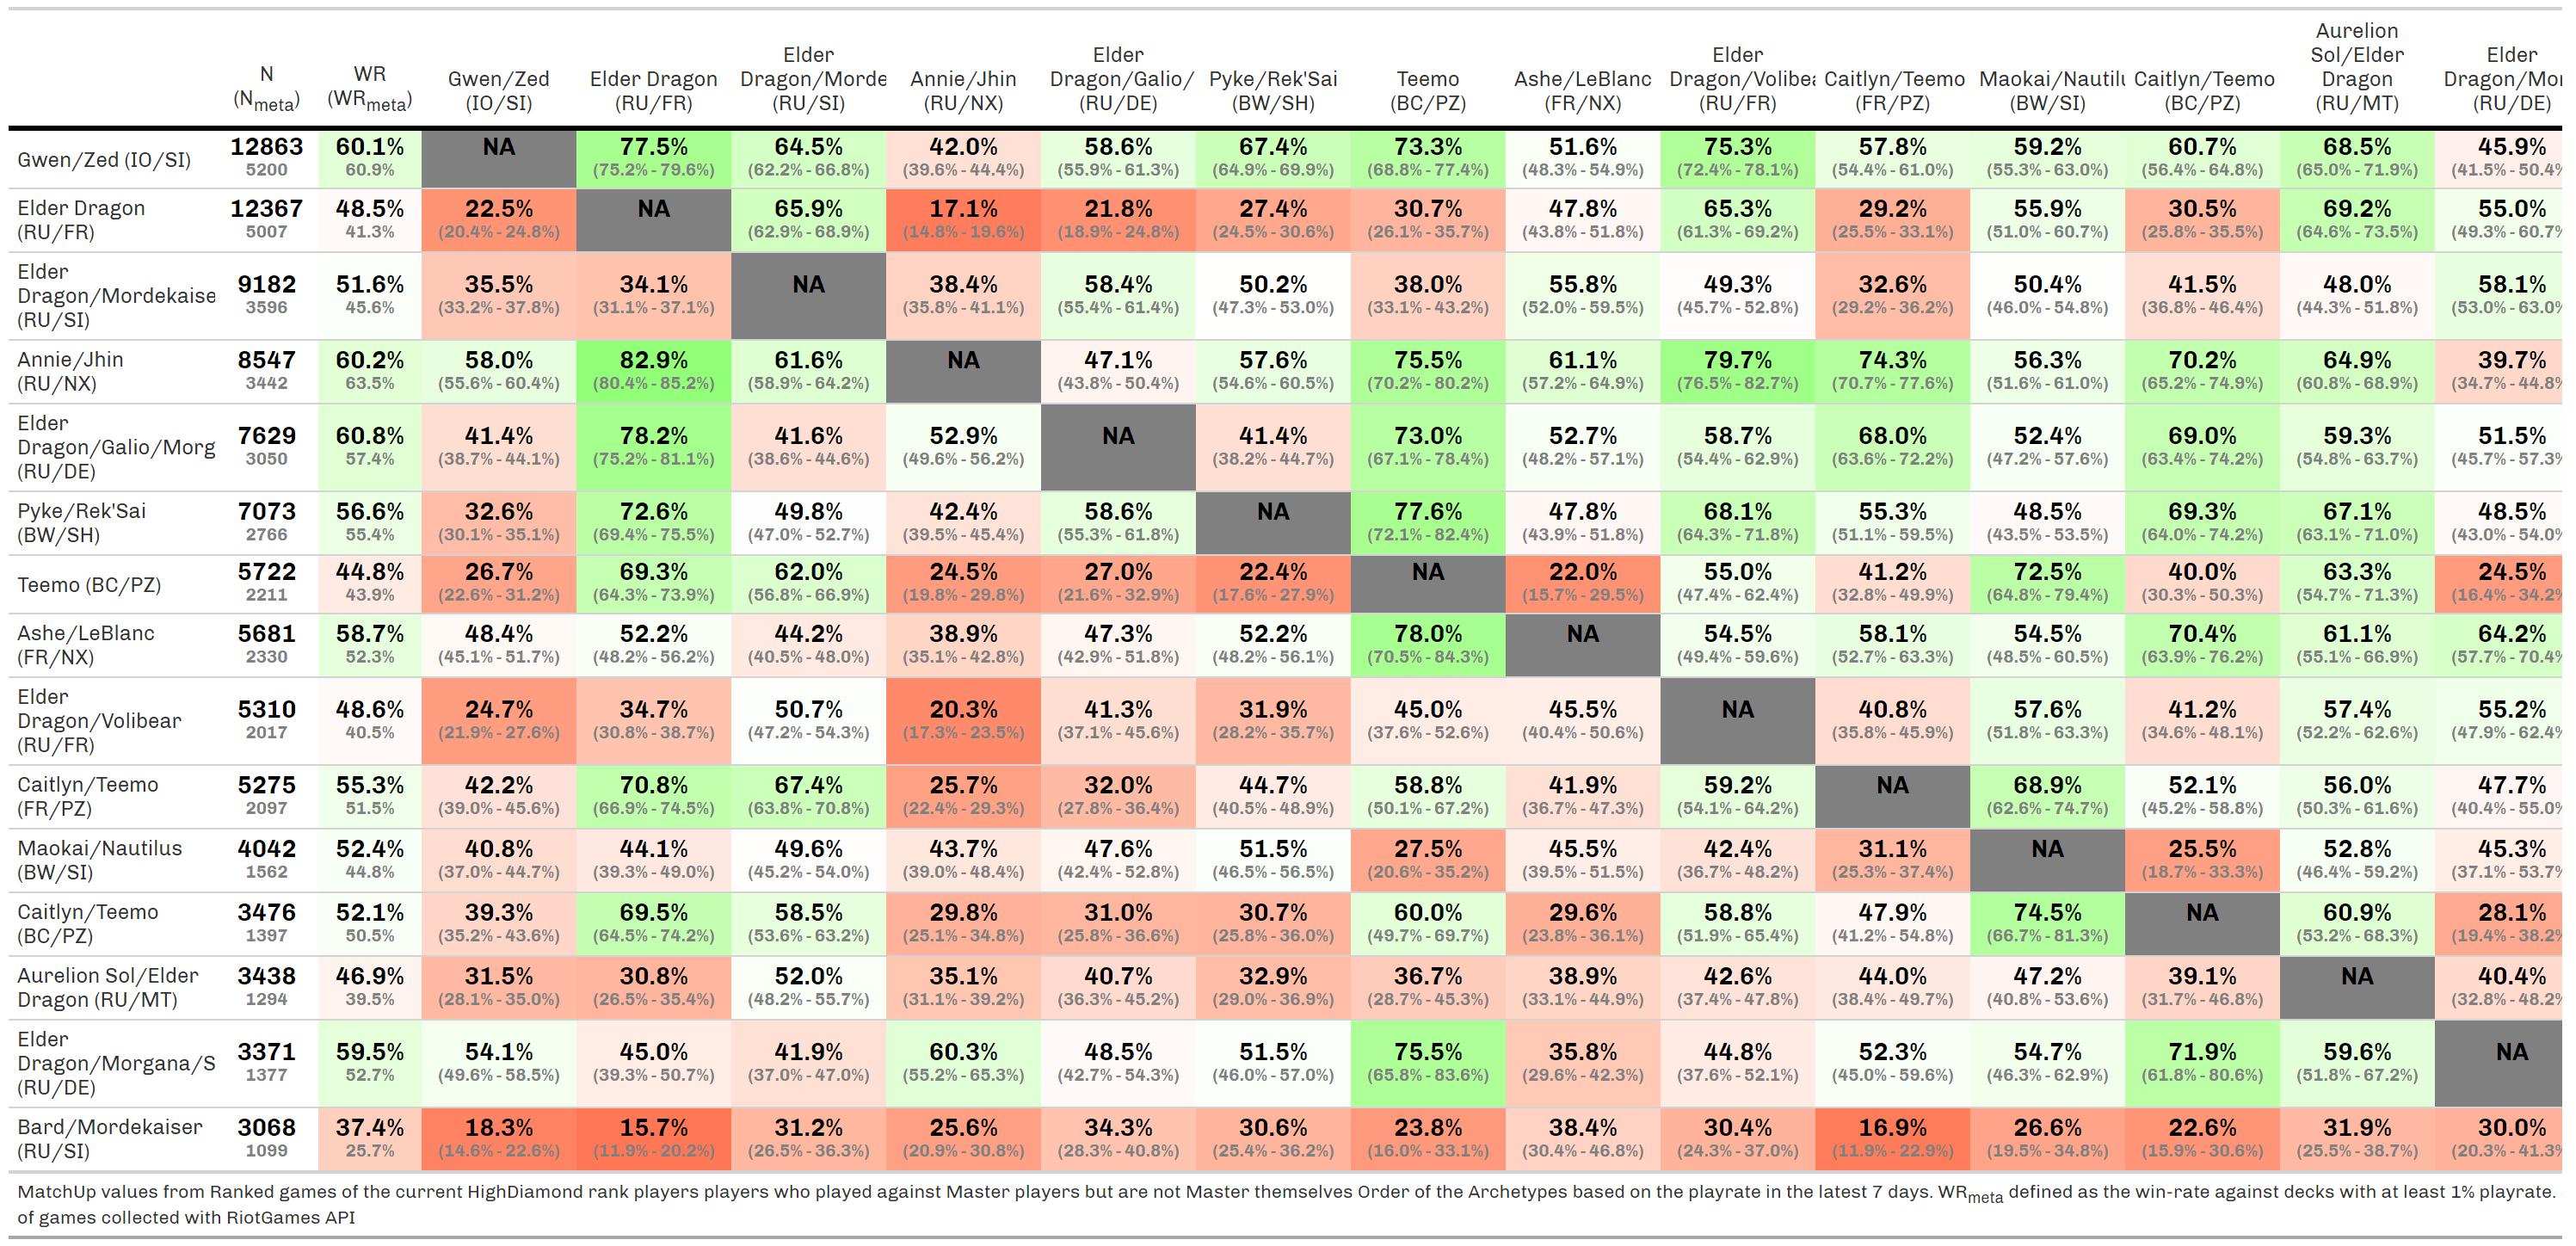 N (Nmeta) WR (WRmeta) Gwen/Zed (IO/SI) Elder Dragon (RU/FR) Elder Dragon/Morde (RU/SI) Annie/Jhin (RU/NX) Elder Dragon/Galio/ (RU/DE) Pyke/Rek'Sai (BW/SH) Teemo (BC/PZ) Ashe/LeBlanc (FR/NX) Elder Dragon/Volibea (RU/FR) Caitlyn/Teemo (FR/PZ) Maokai/Nautilu (BW/SI) Caitlyn/Teemo (BC/PZ) Aurelion Sol/Elder Dragon (RU/MT) Elder Dragon/Mor (RU/DE)
Gwen/Zed (IO/SI) 12863 60.1% NA 77.5% 64.5% 42.0% 58.6% 67.4% 73.3% 51.6% 75.3% 57.8% 59.2% 60.7% 68.5% 45.9%
5200 60.9% (75.2% - 79.6%) (62.2% - 66.8%) (39.6% - 44.4%) (55.9% - 61.3%) (64.9% - 69.9%) (68.8% - 77.4%) (48.3% - 54.9%) (72.4% - 78.1%) (54.4% - 61.0%) (55.3% - 63.0%) (56.4% - 64.8%) (65.0% - 71.9%) (41.5% - 50.4%
Elder Dragon (RU/FR) 12367 48.5% 22.5% NA 65.9% 17.1% 21.8% 27.4% 30.7% 47.8% 65.3% 29.2% 55.9% 30.5% 69.2% 55.0%
5007 41.3% (20.4% - 24.8%) (62.9% - 68.9%) (14.8% - 19.6%) (18.9% - 24.8%) (24.5% - 30.6%) (26.1% - 35.7%) (43.8% - 51.8%) (61.3% - 69.2%) (25.5% - 33.1%) (51.0% - 60.7%) (25.8% - 35.5%) (64.6% - 73.5%) (49.3% - 60.7%
Elder Dragon/Mordekaise (RU/SI) 9182 51.6% 35.5% 34.1% NA 38.4% 58.4% 50.2% 38.0% 55.8% 49.3% 32.6% 50.4% 41.5% 48.0% 58.1%
3596 45.6% (33.2% - 37.8%) (31.1% - 37.1%) (35.8% - 41.1%) (55.4% - 61.4%) (47.3% - 53.0%) (33.1% - 43.2%) (52.0% - 59.5%) (45.7% - 52.8%) (29.2% - 36.2%) (46.0% - 54.8%) (36.8% - 46.4%) (44.3% - 51.8%) (53.0% - 63.0%
Annie/Jhin (RU/NX) 8547 60.2% 58.0% 82.9% 61.6% NA 47.1% 57.6% 75.5% 61.1% 79.7% 74.3% 56.3% 70.2% 64.9% 39.7%
3442 63.5% (55.6% - 60.4%) (80.4% - 85.2%) (58.9% - 64.2%) (43.8% - 50.4%) (54.6% - 60.5%) (70.2% - 80.2%) (57.2% - 64.9%) (76.5% - 82.7%) (70.7% - 77.6%) (51.6% - 61.0%) (65.2% - 74.9%) (60.8% - 68.9%) (34.7% - 44.8%
Elder Dragon/Galio/Morg (RU/DE) 7629 60.8% 41.4% 78.2% 41.6% 52.9% NA 41.4% 73.0% 52.7% 58.7% 68.0% 52.4% 69.0% 59.3% 51.5%
3050 57.4% (38.7% - 44.1%) (75.2% - 81.1%) (38.6% - 44.6%) (49.6% - 56.2%) (38.2% - 44.7%) (67.1% - 78.4%) (48.2% - 57.1%) (54.4% - 62.9%) (63.6% - 72.2%) (47.2% - 57.6%) (63.4% - 74.2%) (54.8% - 63.7%) (45.7% - 57.3%
Pyke/Rek'Sai (BW/SH) 7073 56.6% 32.6% 72.6% 49.8% 42.4% 58.6% NA 77.6% 47.8% 68.1% 55.3% 48.5% 69.3% 67.1% 48.5%
2766 55.4% (30.1% - 35.1%) (69.4% - 75.5%) (47.0% - 52.7%) (39.5% - 45.4%) (55.3% - 61.8%) (72.1% - 82.4%) (43.9% - 51.8%) (64.3% - 71.8%) (51.1% - 59.5%) (43.5% - 53.5%) (64.0% - 74.2%) (63.1% - 71.0%) (43.0% - 54.0%
Teemo (BC/PZ) 5722 44.8% 26.7% 69.3% 62.0% 24.5% 27.0% 22.4% NA 22.0% 55.0% 41.2% 72.5% 40.0% 63.3% 24.5%
2211 43.9% (22.6% - 31.2%) (64.3% - 73.9%) (56.8% - 66.9%) (19.8% - 29.8%) (21.6% - 32.9%) (17.6% - 27.9%) (15.7% - 29.5%) (47.4% - 62.4%) (32.8% - 49.9%) (64.8% - 79.4%) (30.3% - 50.3%) (54.7% - 71.3%) (16.4% - 34.2%
Ashe/LeBlanc (FR/NX) 5681 58.7% 48.4% 52.2% 44.2% 38.9% 47.3% 52.2% 78.0% NA 54.5% 58.1% 54.5% 70.4% 61.1% 64.2%
2330 52.3% (45.1% - 51.7%) (48.2% - 56.2%) (40.5% - 48.0%) (35.1% - 42.8%) (42.9% - 51.8%) (48.2% - 56.1%) (70.5% - 84.3%) (49.4% - 59.6%) (52.7% - 63.3%) (48.5% - 60.5%) (63.9% - 76.2%) (55.1% - 66.9%) (57.7% - 70.4%
Elder Dragon/Volibear (RU/FR) 5310 48.6% 24.7% 34.7% 50.7% 20.3% 41.3% 31.9% 45.0% 45.5% NA 40.8% 57.6% 41.2% 57.4% 55.2%
2017 40.5% (21.9% - 27.6%) (30.8% - 38.7%) (47.2% - 54.3%) (17.3% - 23.5%) (37.1% - 45.6%) (28.2% - 35.7%) (37.6% - 52.6%) (40.4% - 50.6%) (35.8% - 45.9%) (51.8% - 63.3%) (34.6% - 48.1%) (52.2% - 62.6%) (47.9% - 62.4%
Caitlyn/Teemo (FR/PZ) 5275 55.3% 42.2% 70.8% 67.4% 25.7% 32.0% 44.7% 58.8% 41.9% 59.2% NA 68.9% 52.1% 56.0% 47.7%
2097 51.5% (39.0% - 45.6%) (66.9% - 74.5%) (63.8% - 70.8%) (22.4% - 29.3%) (27.8% - 36.4%) (40.5% - 48.9%) (50.1% - 67.2%) (36.7% - 47.3%) (54.1% - 64.2%) (62.6% - 74.7%) (45.2% - 58.8%) (50.3% - 61.6%) (40.4% - 55.0%
Maokai/Nautilus (BW/SI) 4042 52.4% 40.8% 44.1% 49.6% 43.7% 47.6% 51.5% 27.5% 45.5% 42.4% 31.1% NA 25.5% 52.8% 45.3%
1562 44.8% (37.0% - 44.7%) (39.3% - 49.0%) (45.2% - 54.0%) (39.0% - 48.4%) (42.4% - 52.8%) (46.5% - 56.5%) (20.6% - 35.2%) (39.5% - 51.5%) (36.7% - 48.2%) (25.3% - 37.4%) (18.7% - 33.3%) (46.4% - 59.2%) (37.1% - 53.7%
Caitlyn/Teemo (BC/PZ) 3476 52.1% 39.3% 69.5% 58.5% 29.8% 31.0% 30.7% 60.0% 29.6% 58.8% 47.9% 74.5% NA 60.9% 28.1%
1397 50.5% (35.2% - 43.6%) (64.5% - 74.2%) (53.6% - 63.2%) (25.1% - 34.8%) (25.8% - 36.6%) (25.8% - 36.0%) (49.7% - 69.7%) (23.8% - 36.1%) (51.9% - 65.4%) (41.2% - 54.8%) (66.7% - 81.3%) (53.2% - 68.3%) (19.4% - 38.2%
Aurelion Sol/Elder Dragon (RU/MT) 3438 46.9% 31.5% 30.8% 52.0% 35.1% 40.7% 32.9% 36.7% 38.9% 42.6% 44.0% 47.2% 39.1% NA 40.4%
1294 39.5% (28.1% - 35.0%) (26.5% - 35.4%) (48.2% - 55.7%) (31.1% - 39.2%) (36.3% - 45.2%) (29.0% - 36.9%) (28.7% - 45.3%) (33.1% - 44.9%) (37.4% - 47.8%) (38.4% - 49.7%) (40.8% - 53.6%) (31.7% - 46.8%) (32.8% - 48.2%
Elder Dragon/Morgana/S (RU/DE) 3371 59.5% 54.1% 45.0% 41.9% 60.3% 48.5% 51.5% 75.5% 35.8% 44.8% 52.3% 54.7% 71.9% 59.6% NA
1377 52.7% (49.6% - 58.5%) (39.3% - 50.7%) (37.0% - 47.0%) (55.2% - 65.3%) (42.7% - 54.3%) (46.0% - 57.0%) (65.8% - 83.6%) (29.6% - 42.3%) (37.6% - 52.1%) (45.0% - 59.6%) (46.3% - 62.9%) (61.8% - 80.6%) (51.8% - 67.2%)
Bard/Mordekaiser (RU/SI) 3068 37.4% 18.3% 15.7% 31.2% 25.6% 34.3% 30.6% 23.8% 38.4% 30.4% 16.9% 26.6% 22.6% 31.9% 30.0%
1099 25.7% (14.6% - 22.6%) (11.9% - 20.2%) (26.5% - 36.3%) (20.9% - 30.8%) (28.3% - 40.8%) (25.4% - 36.2%) (16.0% - 33.1%) (30.4% - 46.8%) (24.3% - 37.0%) (11.9% - 22.9%) (19.5% - 34.8%) (15.9% - 30.6%) (25.5% - 38.7%) (20.3% - 41.3%
MatchUp values from Ranked games of the current HighDiamond rank players players who played against Master players but are not Master themselves Order of the Archetypes based on the playrate in the latest 7 days. WRmeta defined as the win-rate against decks with at least 1% playrate.
of games collected with RiotGames API